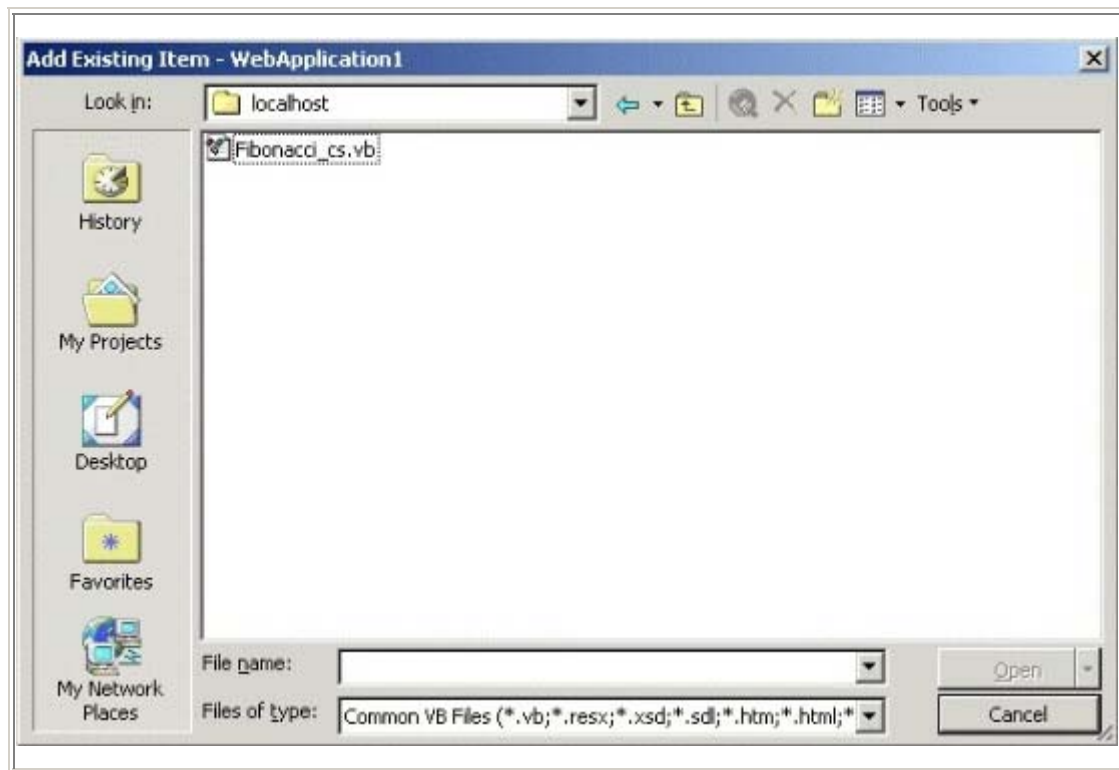 Add Existing Item - WebApplication1
Look in:
localhost
Tools
Fibonacci_cs.vb
History
My Projects
Desktop
Favorites
My Network
Places
File name:
Open
Files of type:
Common VB Files (*.vb;*.resx;*.xsd;*.sdl;*.htm;*.html;*
Cancel